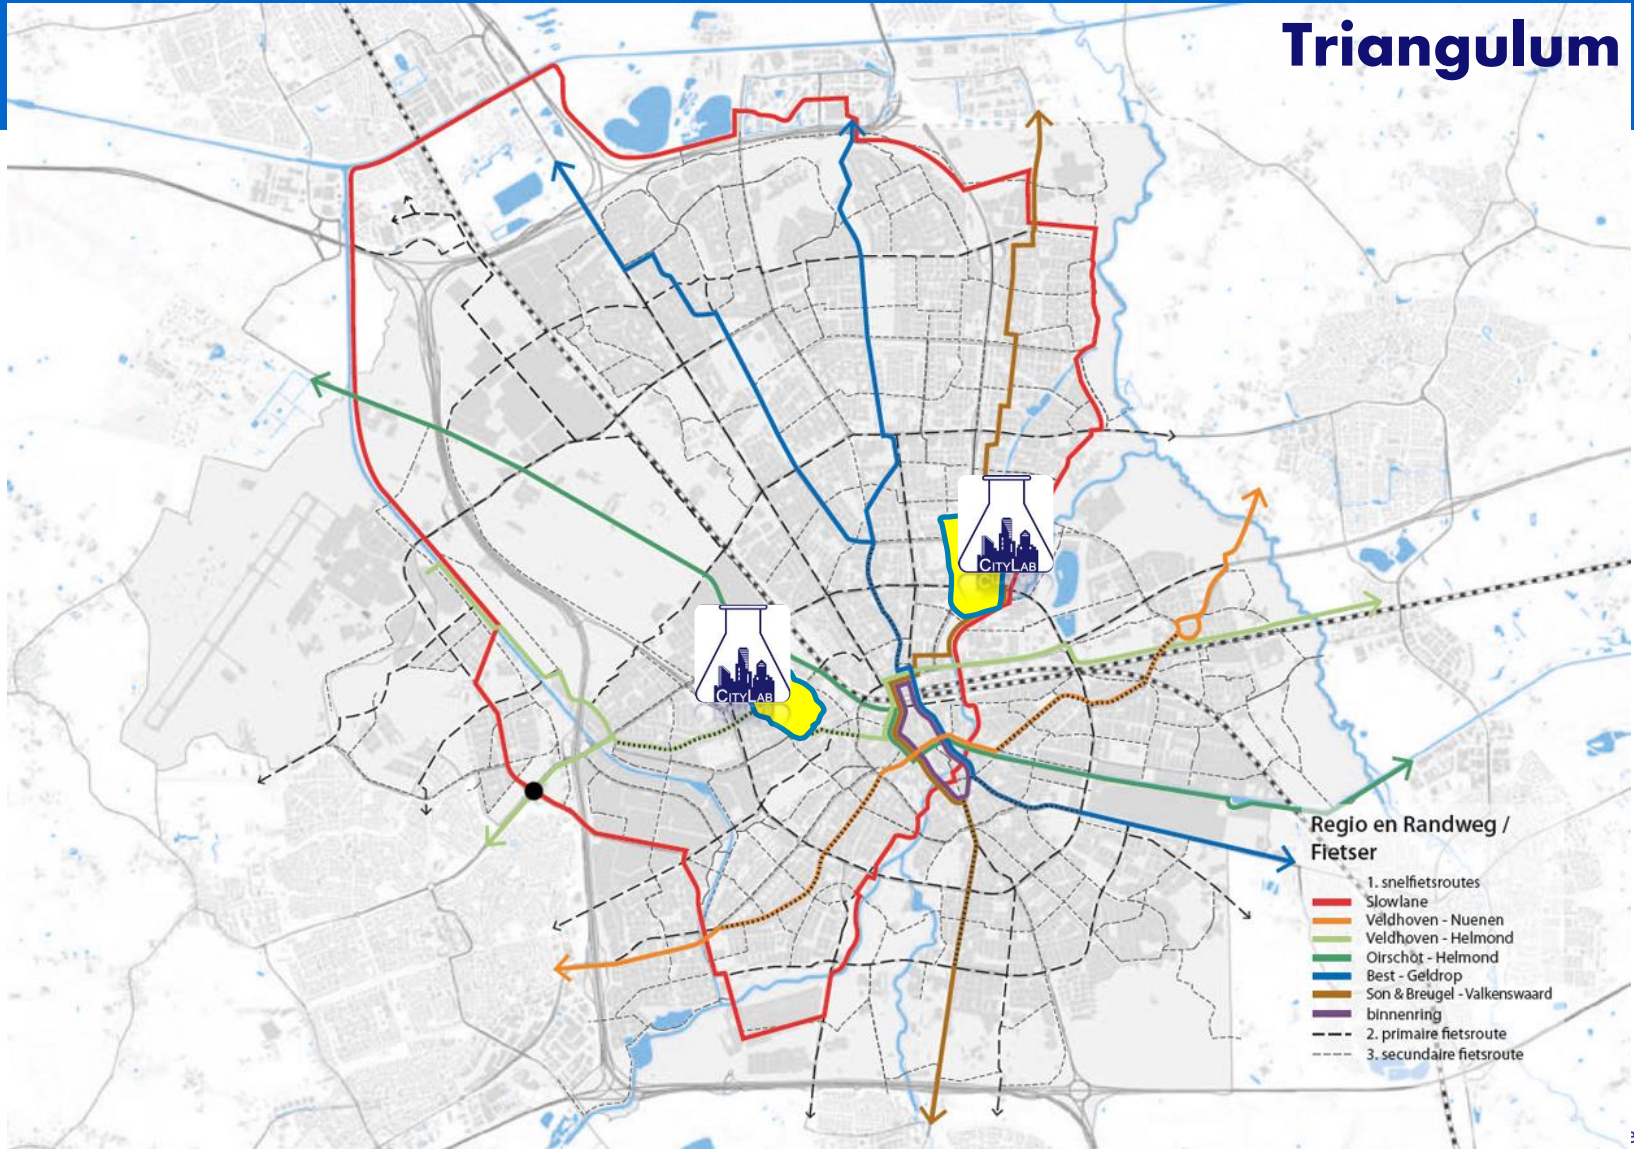 Triangulum
CITYLAB
CITYLAB
Regio en Randweg /
Fietser
1. snelfietsroutes
Slowlane
Veldhoven - Nuenen
Veldhoven - Helmond
Oirschot - Helmond
Best - Geldrop
Son & Breugel - Valkenswaard
binnenring
2. primaire fietsroute
3. secundaire fietsroute